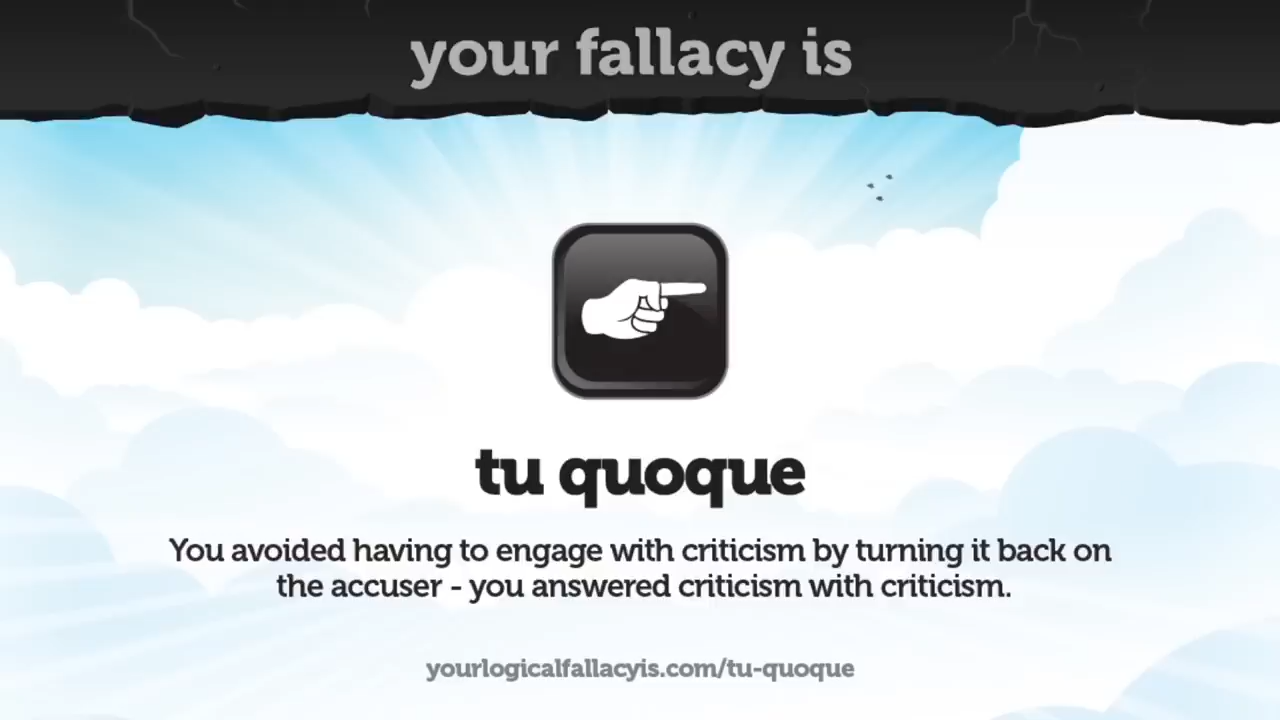 your fallacy is
tu quoque
You avoided having to engage with criticism by turning it back on
the accuser - you answered criticism with criticism.
yourlogicalfallacyis.com/tu-quoque